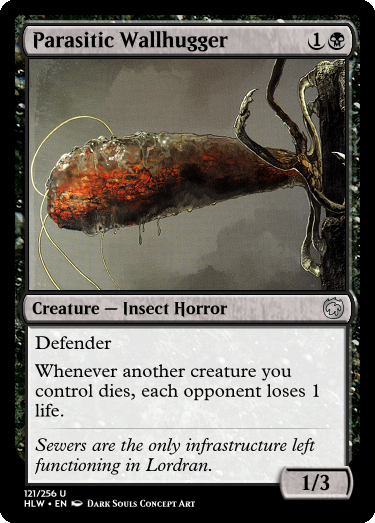 Parasitic Wallhugger 1
Creature — Insect Horror
Defender
Whenever another creature you
control dies, each opponent loses 1
life.
Sewers are the only infrastructure left
functioning in Lordran.
1/3
121/256 U
HLW • EN Dark Souls Concept Art